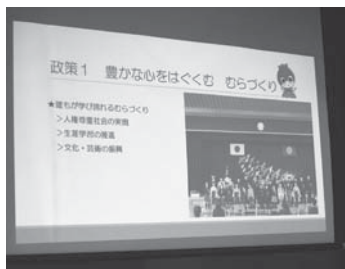 政策1 豊かな心をはぐくむ むらづくり
★誰もが学び誇れるむらづくり
>人権尊重社会の実現
>生涯学習の推進
>文化・芸術の振興